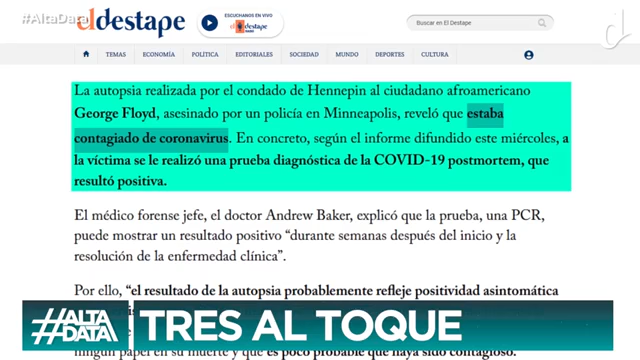 #AltaData
eldestape
ESCUCHANOS EN VIVO
el destape
RADIO
Buscar en El Destape
TEMAS ECONOMÍA POLÍTICA EDITORIALES SOCIEDAD MUNDO DEPORTES CULTURA
La autopsia realizada por el condado de Hennepin al ciudadano afroamericano
George Floyd, asesinado por un policía en Minneapolis, reveló que estaba
contagiado de coronavirus. En concreto, según el informe difundido este miércoles, a
la víctima se le realizó una prueba diagnóstica de la COVID-19 postmortem, que
resultó positiva.
El médico forense jefe, el doctor Andrew Baker, explicó que la prueba, una PCR,
puede mostrar un resultado positivo “durante semanas después del inicio y la
resolución de la enfermedad clínica”.
Por ello, “el resultado de la autopsia probablemente refleje positividad asintomática
#ALTA
DATA
TRES AL TOQUE
ningún papel en su muerte y que es poco probable que haya sido contagioso.